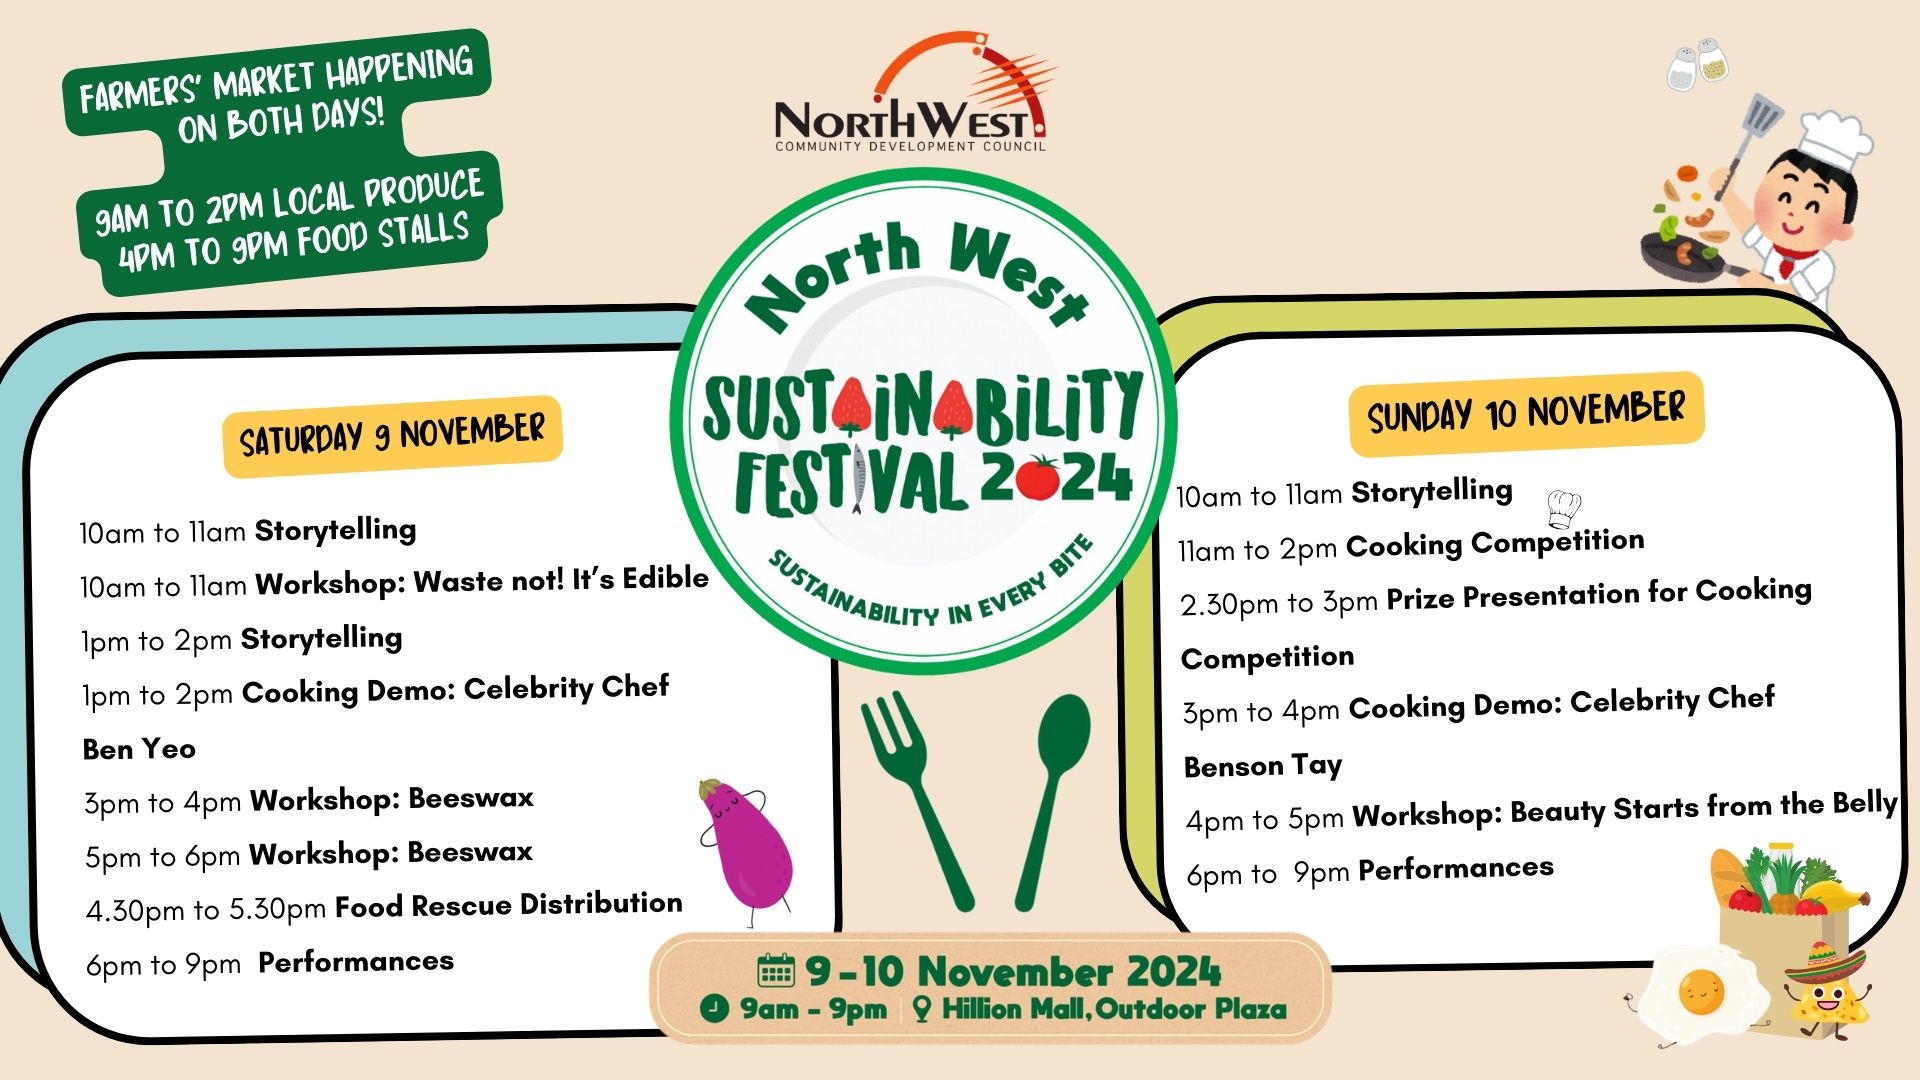 FARMERS' MARKET HAPPENING
ON BOTH DAYS!
9AM TO 2PM LOCAL PRODUCE
4PM TO 9PM FOOD STALLS
NORTHWEST
COMMUNITY DEVELOPMENT COUNCIL
North West
SUSTAINABILITY
FESTIVAL 2024
SUSTAINABILITY IN EVERY BITE
SATURDAY 9 NOVEMBER
10am to 11am Storytelling
10am to 11am Workshop: Waste not! It's Edible
1pm to 2pm Storytelling
1pm to 2pm Cooking Demo: Celebrity Chef
Ben Yeo
3pm to 4pm Workshop: Beeswax
5pm to 6pm Workshop: Beeswax
4.30pm to 5.30pm Food Rescue Distribution
6pm to 9pm Performances
SUNDAY 10 NOVEMBER
10am to 11am Storytelling
11am to 2pm Cooking Competition
2.30pm to 3pm Prize Presentation for Cooking
Competition
3pm to 4pm Cooking Demo: Celebrity Chef
Benson Tay
4pm to 5pm Workshop: Beauty Starts from the Belly
6pm to 9pm Performances
9-10 November 2024
9am - 9pm | Hillion Mall, Outdoor Plaza